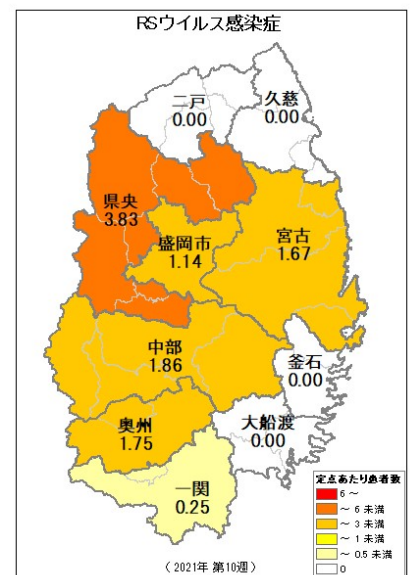 RSウイルス感染症
二戸
0.00
久慈
0.00
県央
3.83
盛岡市
1.14
宮古
1.67
中部
1.86
釜石
0.00
奥州
1.75
大船渡
0.00
一関
0.25
定点あたり患者数
6 ~
~ 6 未満
~ 3 未満
~ 1 未満
~ 0.5 未満
0
(2021年 第10週)